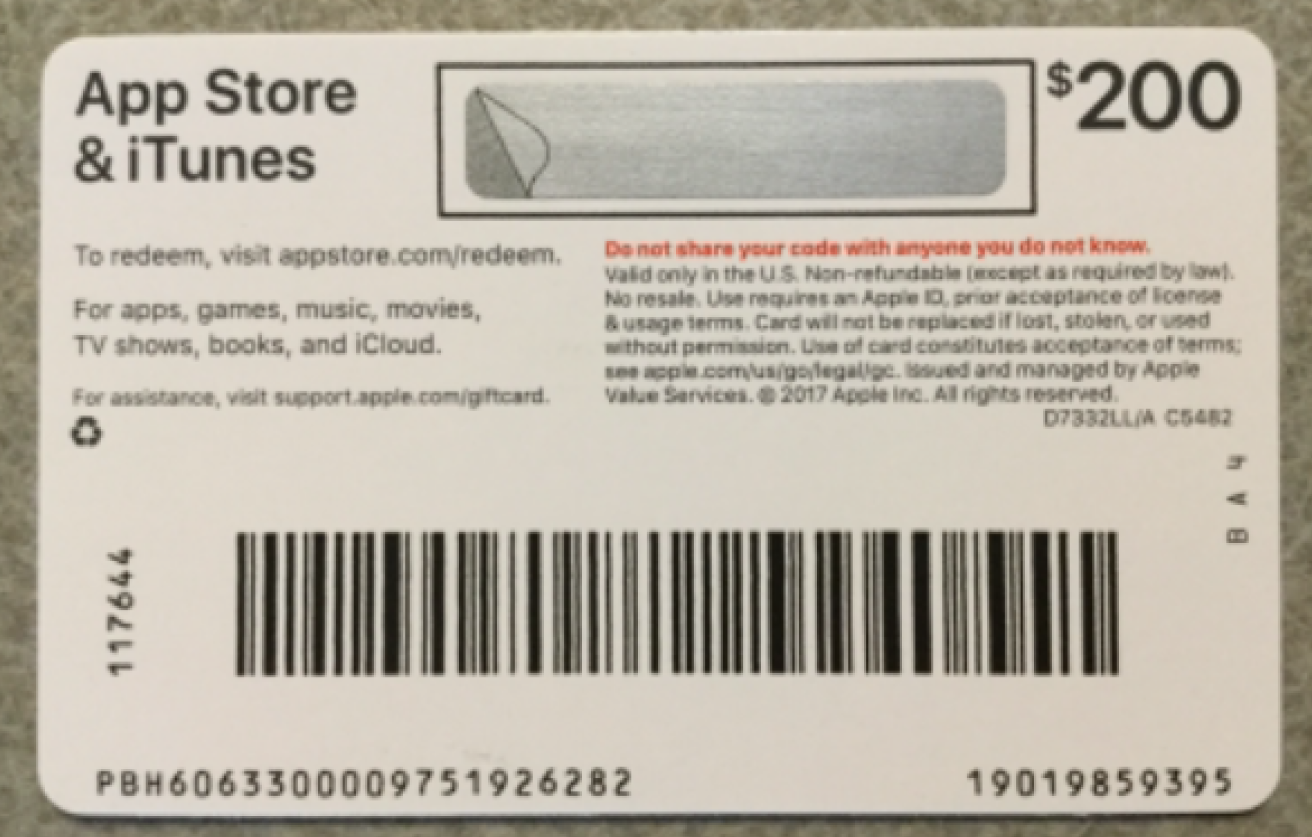 App Store
& iTunes
$200
To redeem, visit appstore.com/redeem.
For apps, games, music, movies,
TV shows, books, and iCloud.
For assistance, visit support.apple.com/giftcard.
Do not share your code with anyone you do not know.
Valid only in the U.S. Non-refundable (except as required by law).
No resale. Use requires an Apple ID, prior acceptance of license
& usage terms. Card will not be replaced if lost, stolen, or used
without permission. Use of card constitutes acceptance of terms;
see apple.com/us/go/legal/gc. Issued and managed by Apple
Value Services. © 2017 Apple Inc. All rights reserved.
D7332LL/A C5482
B A 4
117644
PBH6063300009751926282
19019859395